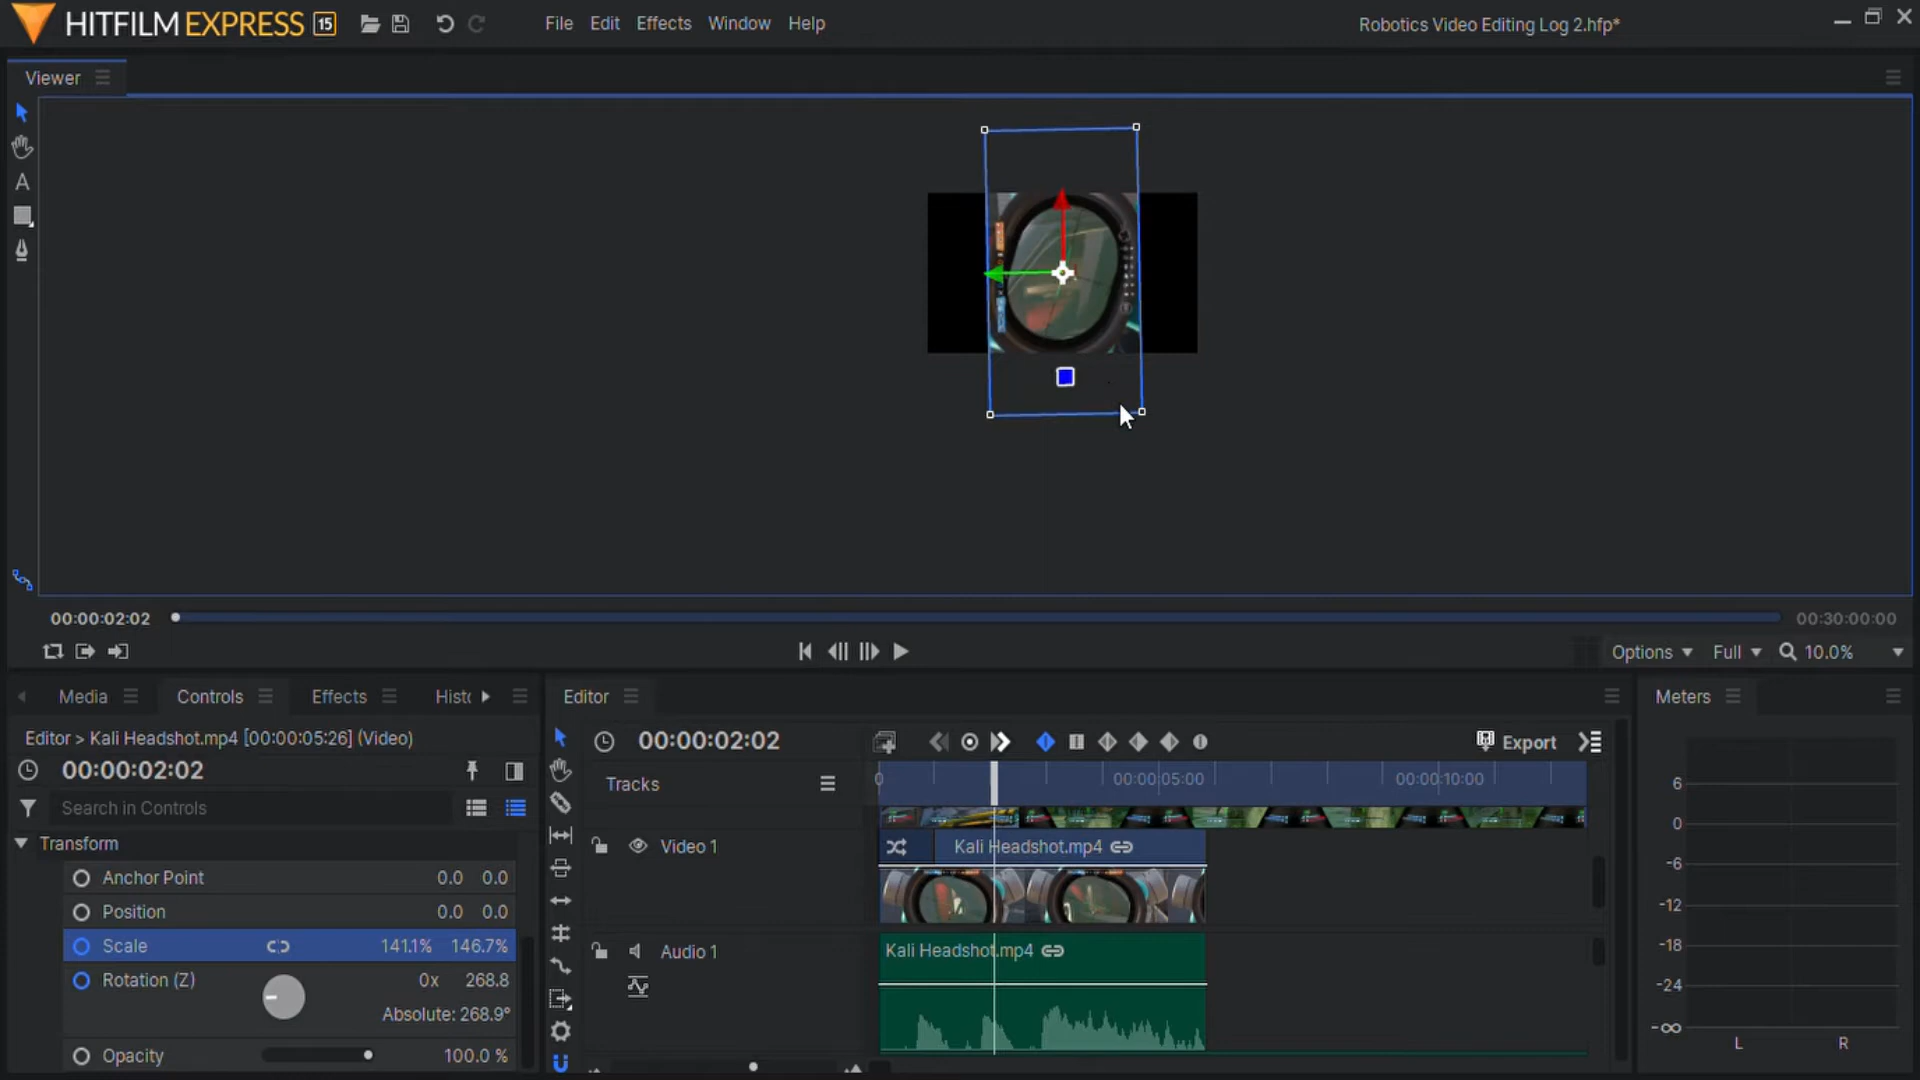 HITFILM EXPRESS 15 File Edit Effects Window Help Robotics Video Editing Log 2.hfp*
Viewer
A
00:00:02:02 00:30:00:00
Options Full 10.0%
Media Controls Effects Histo
Editor > Kali Headshot.mp4 [00:00:05:26] (Video)
00:00:02:02
Search in Controls
Transform
Anchor Point 0.0 0.0
Position 0.0 0.0
Scale 141.1% 146.7%
Rotation (Z) 0x 268.8
Absolute: 268.9°
Opacity 100.0 %
Editor
00:00:02:02 Export
Tracks 0 00:00:05:00 00:00:10:00
Video 1 Kali Headshot.mp4
Audio 1 Kali Headshot.mp4
Meters
6
0
-6
-12
-18
-24
-∞
L R